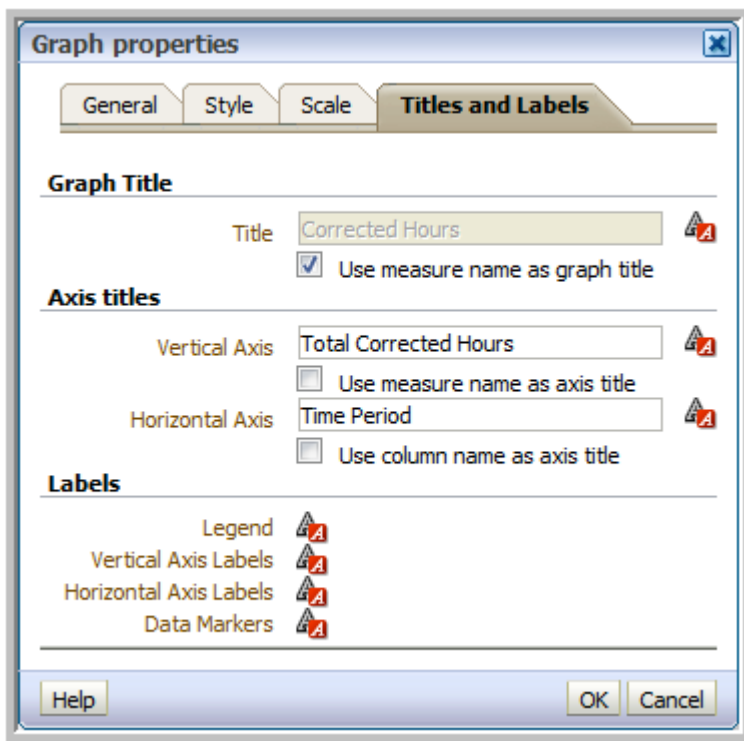 Graph properties
General Style Scale Titles and Labels
Graph Title
Title Corrected Hours
Use measure name as graph title
Axis titles
Vertical Axis Total Corrected Hours
Use measure name as axis title
Horizontal Axis Time Period
Use column name as axis title
Labels
Legend
Vertical Axis Labels
Horizontal Axis Labels
Data Markers
Help OK Cancel